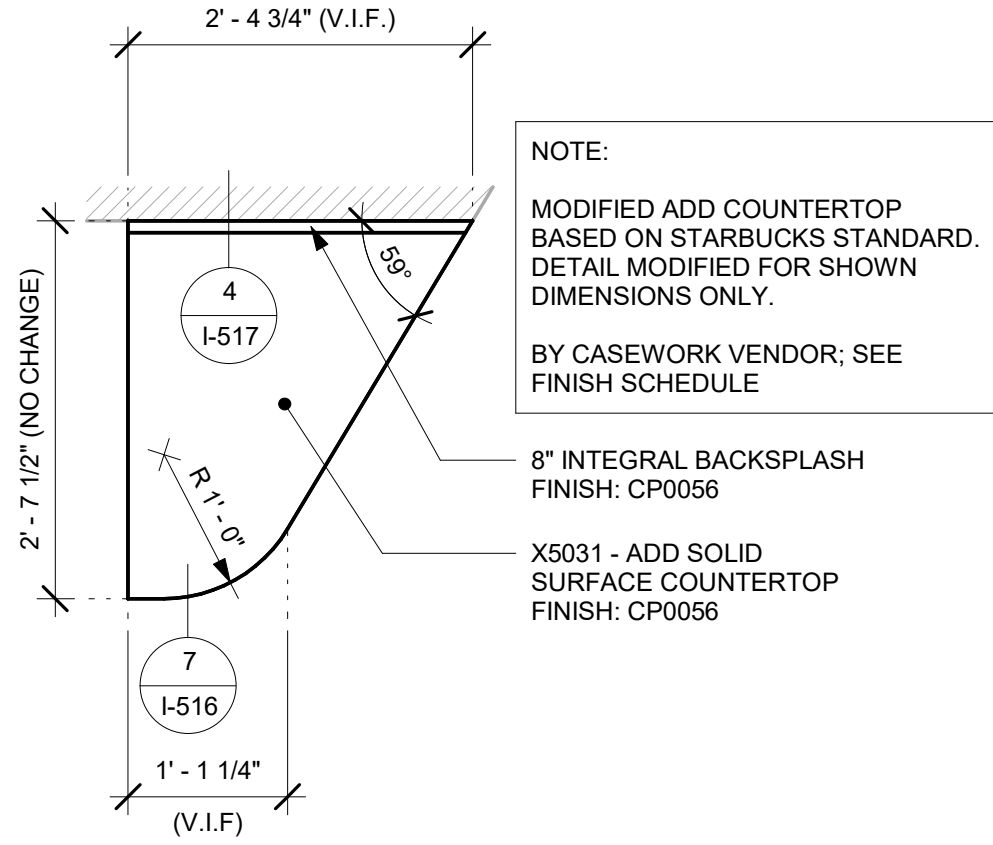 2' - 4 3/4" (V.I.F.)
NOTE:
MODIFIED ADD COUNTERTOP
BASED ON STARBUCKS STANDARD.
DETAIL MODIFIED FOR SHOWN
DIMENSIONS ONLY.
BY CASEWORK VENDOR; SEE
FINISH SCHEDULE
59°
4
I-517
2' - 7 1/2" (NO CHANGE)
8" INTEGRAL BACKSPLASH
FINISH: CP0056
R 1' - 0"
X5031 - ADD SOLID
SURFACE COUNTERTOP
FINISH: CP0056
7
I-516
1' - 1 1/4"
(V.I.F)